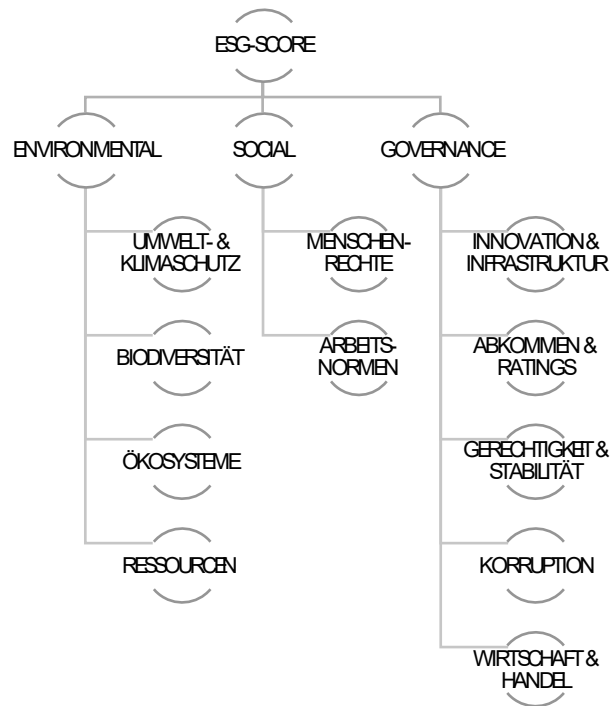 ESG-SCORE
ENVIRONMENTAL
SOCIAL
GOVERNANCE
UMWELT- &
KLIMASCHUTZ
BIODIVERSITÄT
ÖKOSYSTEME
RESSOURCEN
MENSCHEN-
RECHTE
ARBEITS-
NORMEN
INNOVATION &
INFRASTRUKTUR
ABKOMMEN &
RATINGS
GERECHTIGKEIT &
STABILITÄT
KORRUPTION
WIRTSCHAFT &
HANDEL